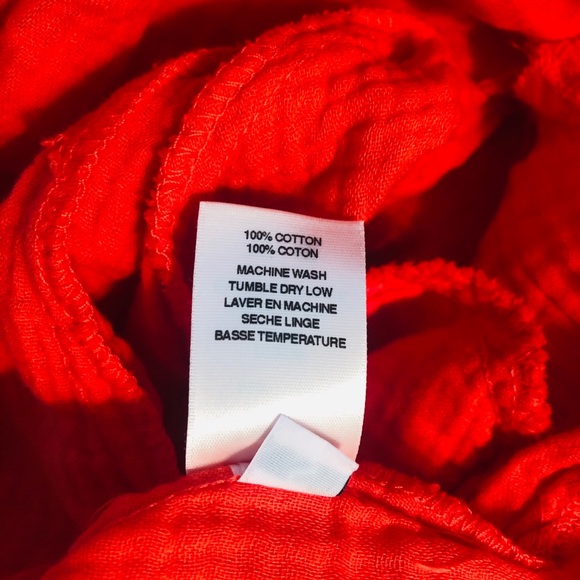 100% COTTON
100% COTON
MACHINE WASH
TUMBLE DRY LOW
LAVER EN MACHINE
SECHE LINGE
BASSE TEMPERATURE